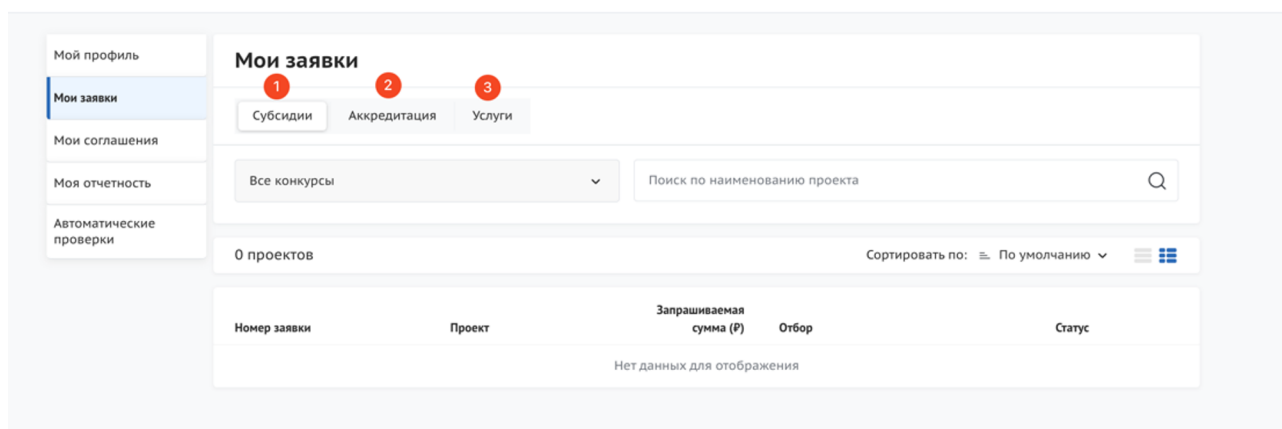 Мой профиль
Мои заявки
Мои соглашения
Моя отчетность
Автоматические
проверки
Мои заявки
1 2 3
Субсидии Аккредитация Услуги
Все конкурсы Поиск по наименованию проекта
0 проектов Сортировать по: По умолчанию
Номер заявки Проект Запрашиваемая
сумма (₽) Отбор Статус
Нет данных для отображения